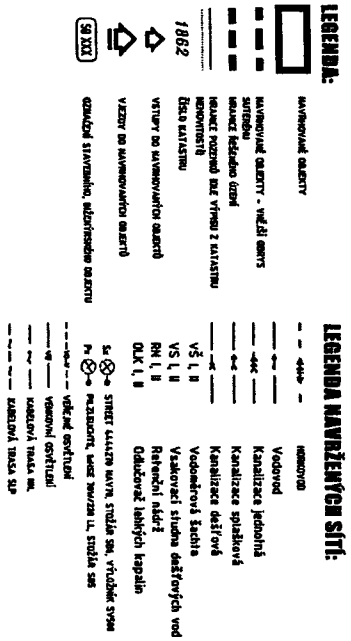 LEGENDA:
NAVRHOVANÉ OBJEKTY
NAVRHOVANÉ OBJEKTY - VNĚJŠÍ OBRYS
SUTERÉNU
HRANICE ŘEŠENÉHO ÚZEMÍ
HRANICE POZEMKŮ DLE VÝPISU Z KATASTRU
NEMOVITOSTÍ
1862
ČÍSLO KATASTRU
VSTUPY DO NAVRHOVANÝCH OBJEKTŮ
VJEZDY DO NAVRHOVANÝCH OBJEKTŮ
SO XXX
OZNAČENÍ STAVEBNÍHO, INŽENÝRSKÉHO OBJEKTU
LEGENDA NAVRŽENÝCH SÍTÍ:
HORKOVOD
Vodovod
Kanalizace jednotná
Kanalizace splašková
Kanalizace dešťová
VŠ I, II Vodoměrová šachta
VS I, II Vsakovací studna dešťových vod
RN I, II Retenční nádrž
OLK I, II Odlučovač lehkých kapalin
VEŘEJNÉ OSVĚTLENÍ
VENKOVNÍ OSVĚTLENÍ
KABELOVÁ TRASA NN
KABELOVÁ TRASA SLP